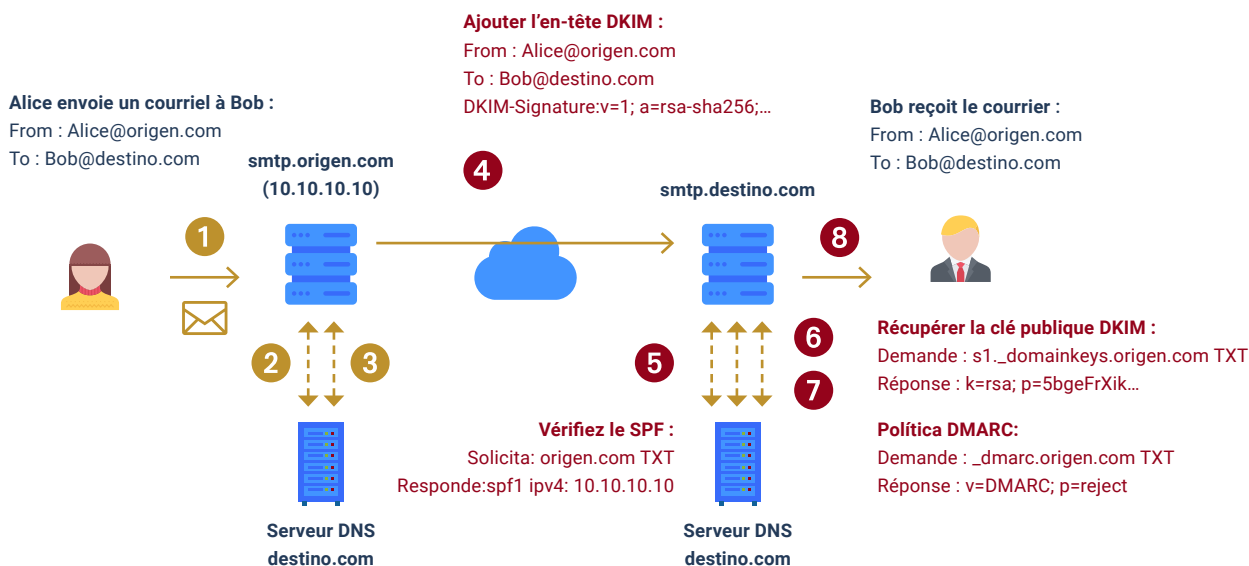 Ajouter l'en-tête DKIM :
From : Alice@origen.com
To : Bob@destino.com
DKIM-Signature:v=1; a=rsa-sha256;…
Alice envoie un courriel à Bob :
From : Alice@origen.com
To : Bob@destino.com
Bob reçoit le courrier :
From : Alice@origen.com
To : Bob@destino.com
smtp.origen.com
(10.10.10.10)
4
smtp.destino.com
1
8
2
3
5
6
7
Récupérer la clé publique DKIM :
Demande : s1._domainkeys.origen.com TXT
Réponse : k=rsa; p=5bgeFrXik…
Vérifiez le SPF :
Solicita: origen.com TXT
Responde:spf1 ipv4: 10.10.10.10
Política DMARC:
Demande : _dmarc.origen.com TXT
Réponse : v=DMARC; p=reject
Serveur DNS
destino.com
Serveur DNS
destino.com